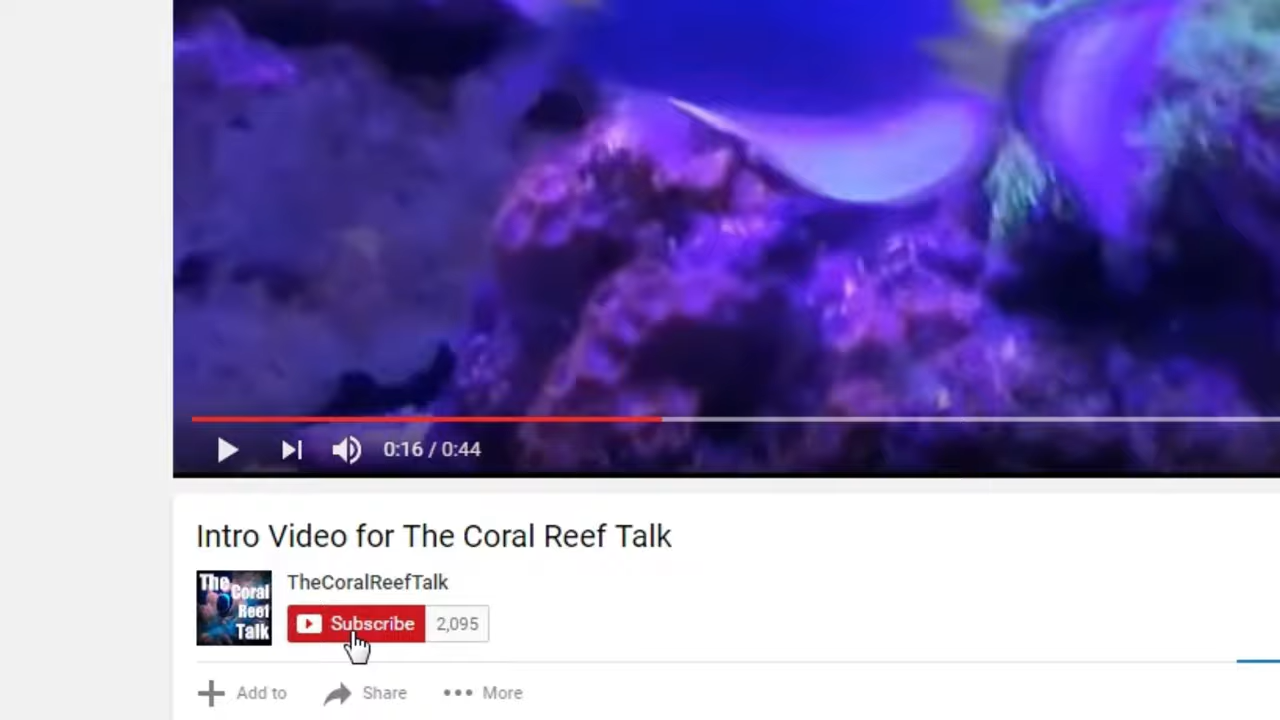 0:16 / 0:44
Intro Video for The Coral Reef Talk
The Coral Reef Talk
TheCoralReefTalk
Subscribe 2,095
Add to Share More